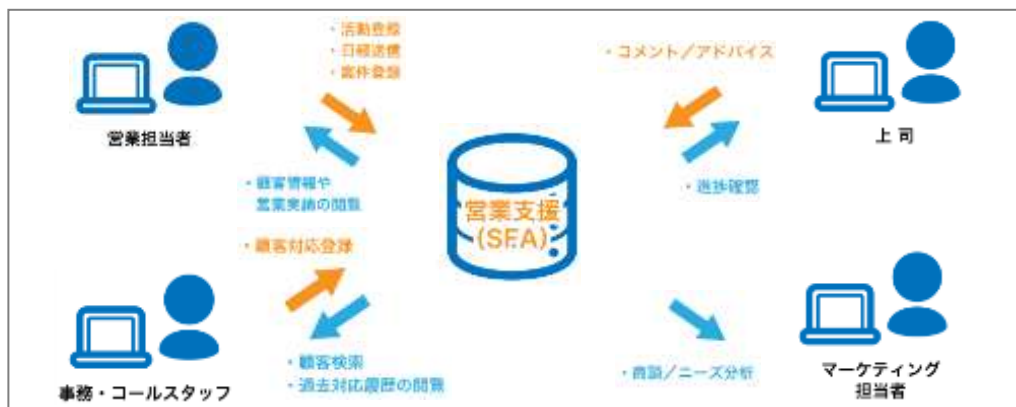 ・活動登録
・日報送信
・案件登録
営業担当者
・顧客情報や
営業実績の閲覧
・コメント／アドバイス
上司
・進捗確認
営業支援
(SFA)
・顧客対応登録
事務・コールスタッフ
・顧客検索
・過去対応履歴の閲覧
・商談／ニーズ分析
マーケティング
担当者